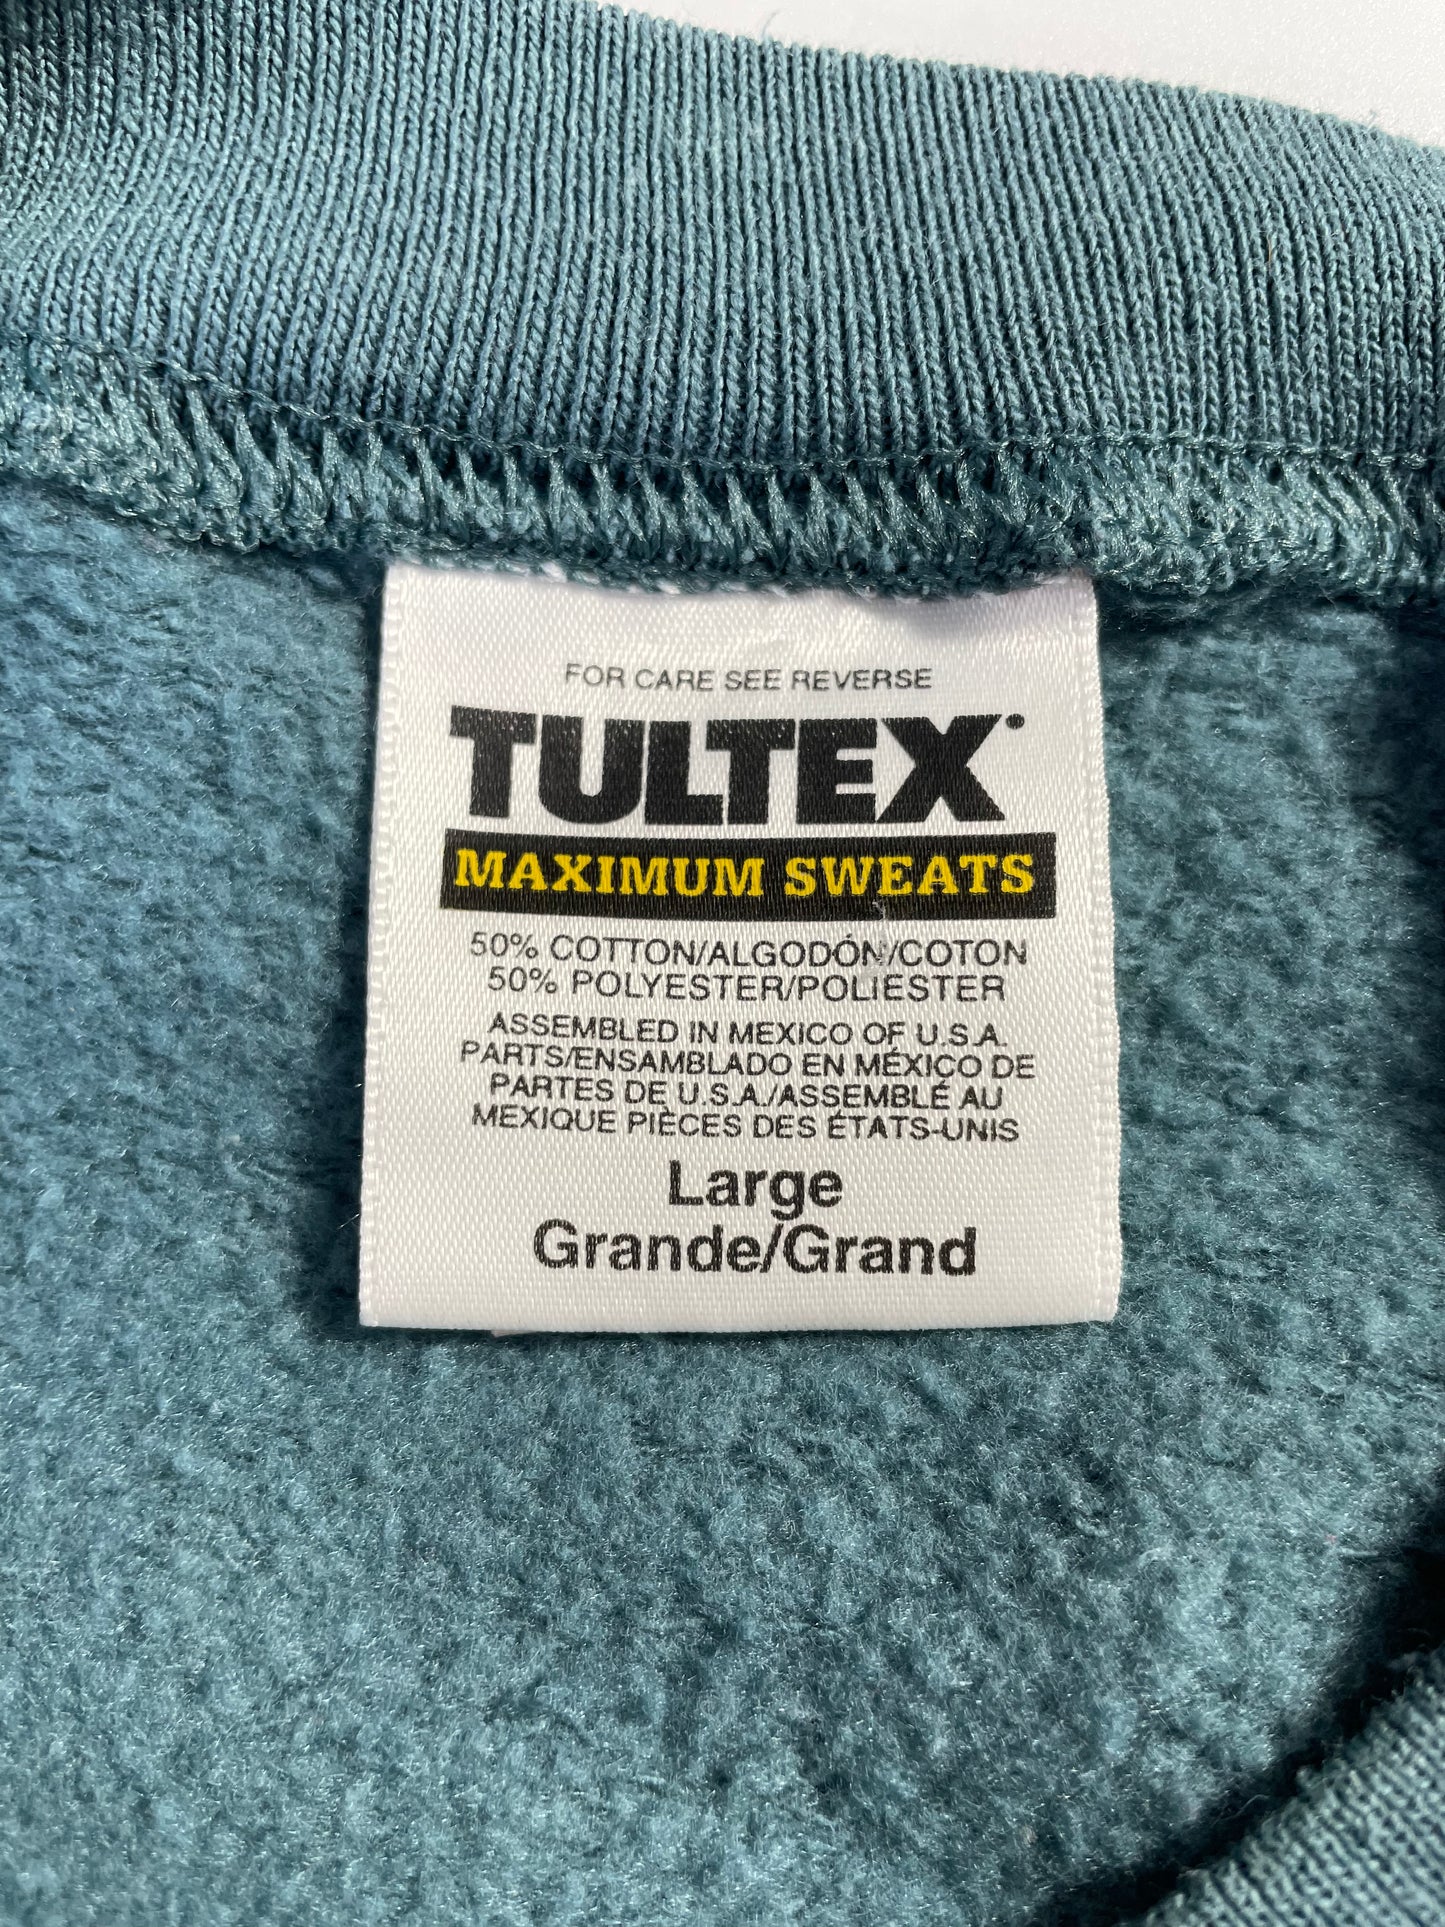 FOR CARE SEE REVERSE
TULTEX
MAXIMUM SWEATS
50% COTTON/ALGODÓN/COTON
50% POLYESTER/POLIESTER
ASSEMBLED IN MEXICO OF U.S.A.
PARTS/ENSAMBLADO EN MÉXICO DE
PARTES DE U.S.A./ASSEMBLÉ AU
MEXIQUE PIÈCES DES ÉTATS-UNIS
Large
Grande/Grand